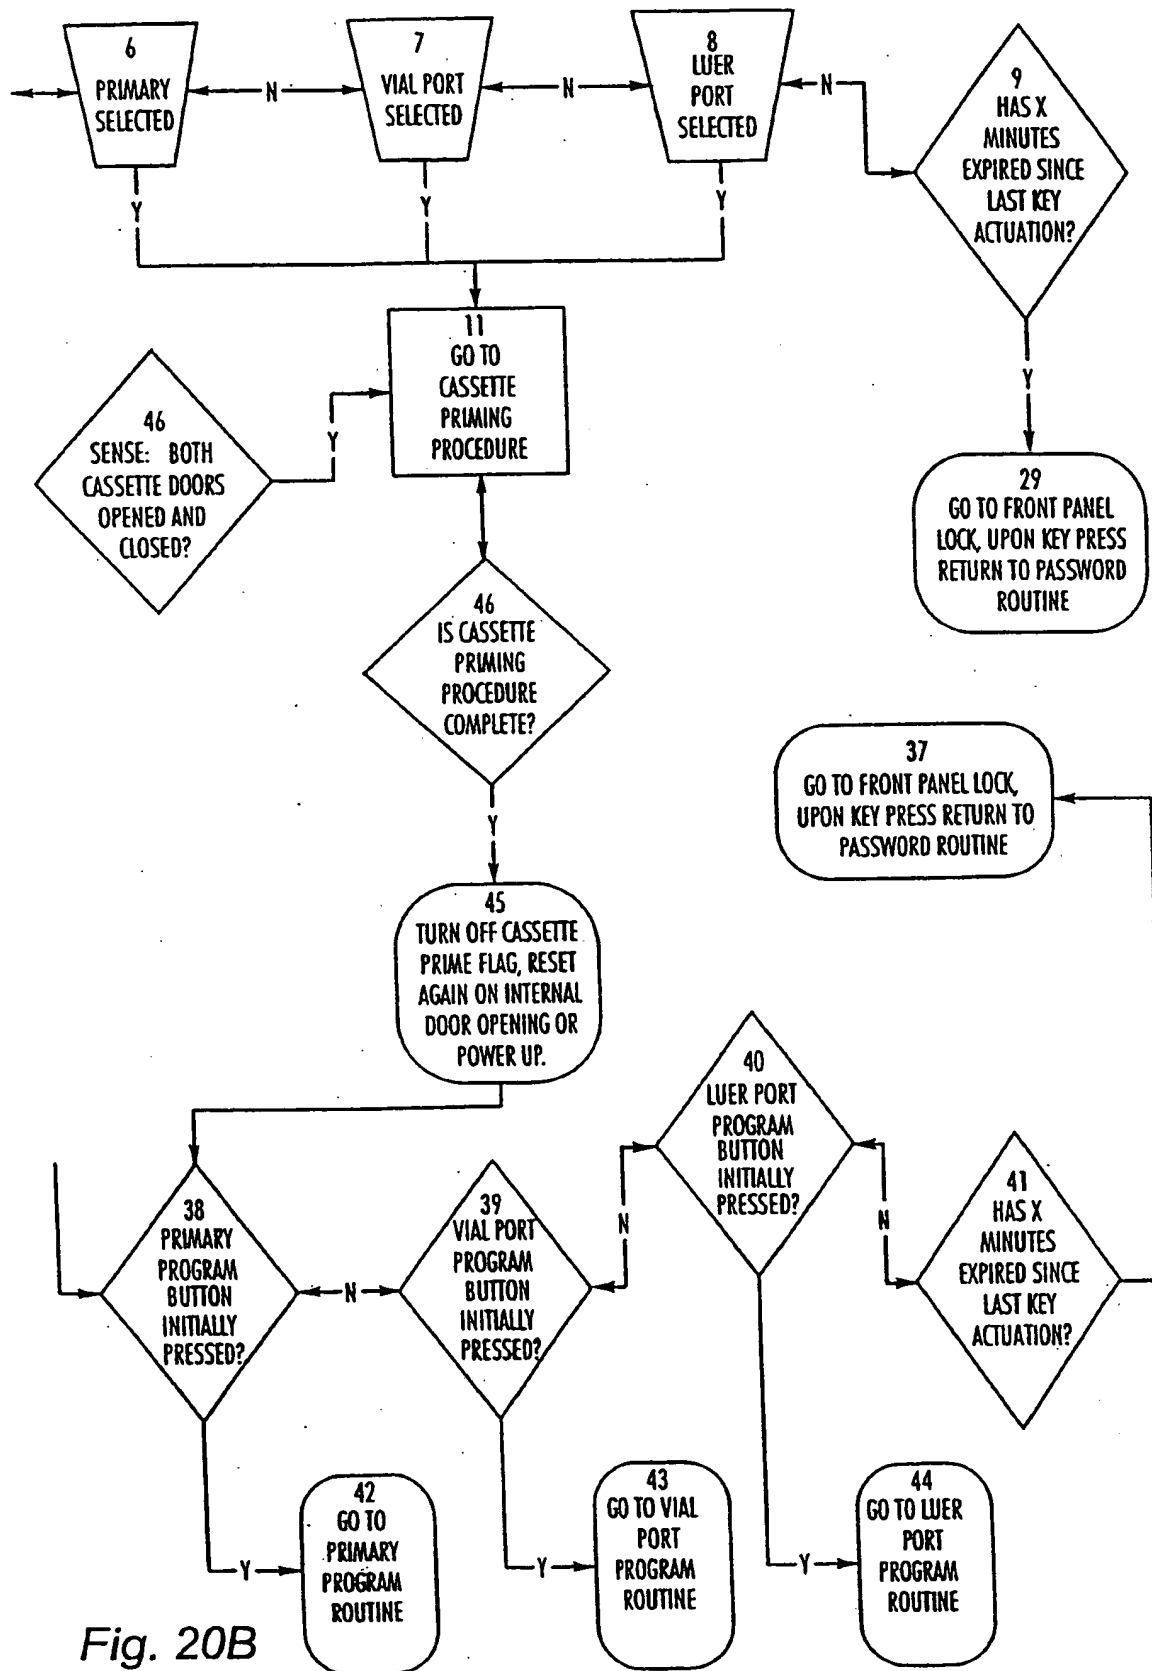 6
PRIMARY
SELECTED
N
7
VIAL PORT
SELECTED
N
8
LUER
PORT
SELECTED
N
9
HAS X
MINUTES
EXPIRED SINCE
LAST KEY
ACTUATION?
Y
Y
Y
Y
11
GO TO
CASSETTE
PRIMING
PROCEDURE
46
SENSE: BOTH
CASSETTE DOORS
OPENED AND
CLOSED?
Y
29
GO TO FRONT PANEL
LOCK, UPON KEY PRESS
RETURN TO PASSWORD
ROUTINE
46
IS CASSETTE
PRIMING
PROCEDURE
COMPLETE?
Y
37
GO TO FRONT PANEL LOCK,
UPON KEY PRESS RETURN TO
PASSWORD ROUTINE
45
TURN OFF CASSETTE
PRIME FLAG, RESET
AGAIN ON INTERNAL
DOOR OPENING OR
POWER UP.
38
PRIMARY
PROGRAM
BUTTON
INITIALLY
PRESSED?
N
39
VIAL PORT
PROGRAM
BUTTON
INITIALLY
PRESSED?
N
40
LUER PORT
PROGRAM
BUTTON
INITIALLY
PRESSED?
N
41
HAS X
MINUTES
EXPIRED SINCE
LAST KEY
ACTUATION?
Y
42
GO TO
PRIMARY
PROGRAM
ROUTINE
Y
43
GO TO VIAL
PORT
PROGRAM
ROUTINE
Y
44
GO TO LUER
PORT
PROGRAM
ROUTINE
Fig. 20B